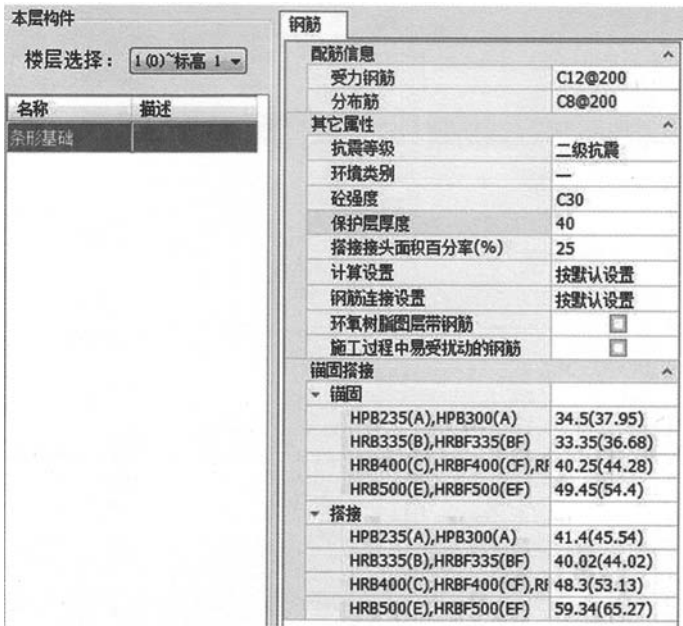 本层构件
楼层选择： 1(0)~标高 1
名称 描述
条形基础
钢筋
配筋信息
受力钢筋 C12@200
分布筋 C8@200
其它属性
抗震等级 二级抗震
环境类别 一
砼强度 C30
保护层厚度 40
搭接接头面积百分率(%) 25
计算设置 按默认设置
钢筋连接设置 按默认设置
环氧树脂图层带钢筋
施工过程中易受扰动的钢筋
锚固搭接
锚固
HPB235(A),HPB300(A) 34.5(37.95)
HRB335(B),HRBF335(BF) 33.35(36.68)
HRB400(C),HRBF400(CF),RF 40.25(44.28)
HRB500(E),HRBF500(EF) 49.45(54.4)
搭接
HPB235(A),HPB300(A) 41.4(45.54)
HRB335(B),HRBF335(BF) 40.02(44.02)
HRB400(C),HRBF400(CF),RF 48.3(53.13)
HRB500(E),HRBF500(EF) 59.34(65.27)